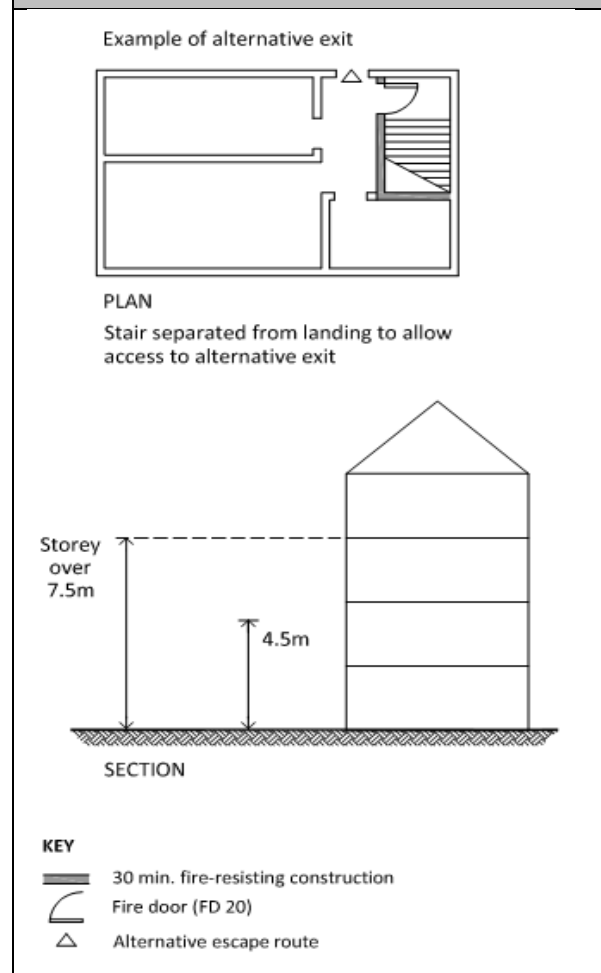 Example of alternative exit
PLAN
Stair separated from landing to allow
access to alternative exit
Storey
over
7.5m
4.5m
SECTION
KEY
30 min. fire-resisting construction
Fire door (FD 20)
Alternative escape route